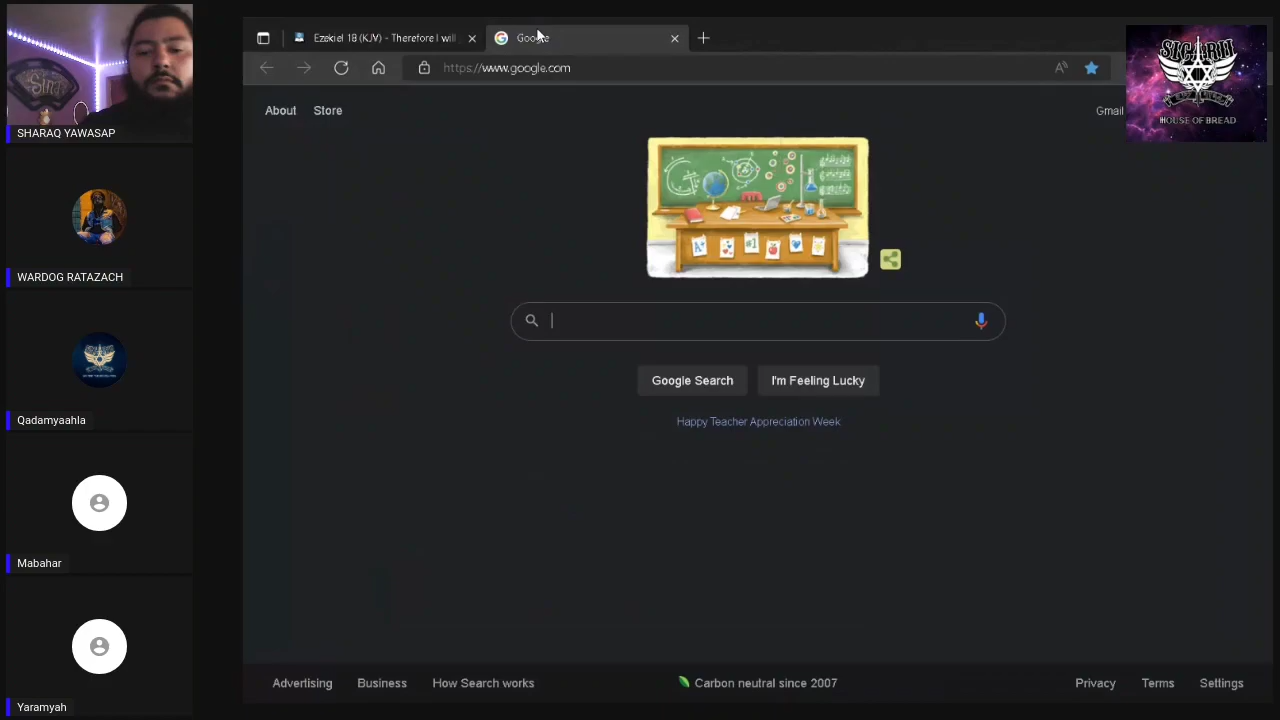 Sina
SHARAQ YAWASAP
WARDOG RATAZACH
Qadamyaahla
Mabahar
Yaramyah
Ezekiel 18 (KJV) - Therefore I will
Google
https://www.google.com
SICARII
HOUSE OF BREAD
About
Store
Gmail
Google Search
I'm Feeling Lucky
Happy Teacher Appreciation Week
Advertising
Business
How Search works
Carbon neutral since 2007
Privacy
Terms
Settings